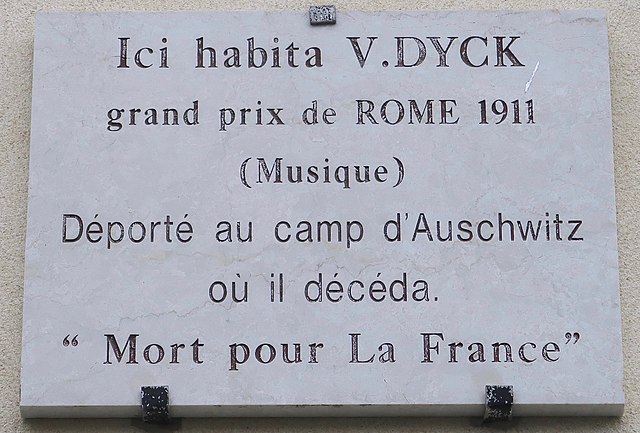 Ici habita V.DYCK
grand prix de ROME 1911
(Musique)
Déporté au camp d'Auschwitz
où il décéda.
“ Mort pour La France”